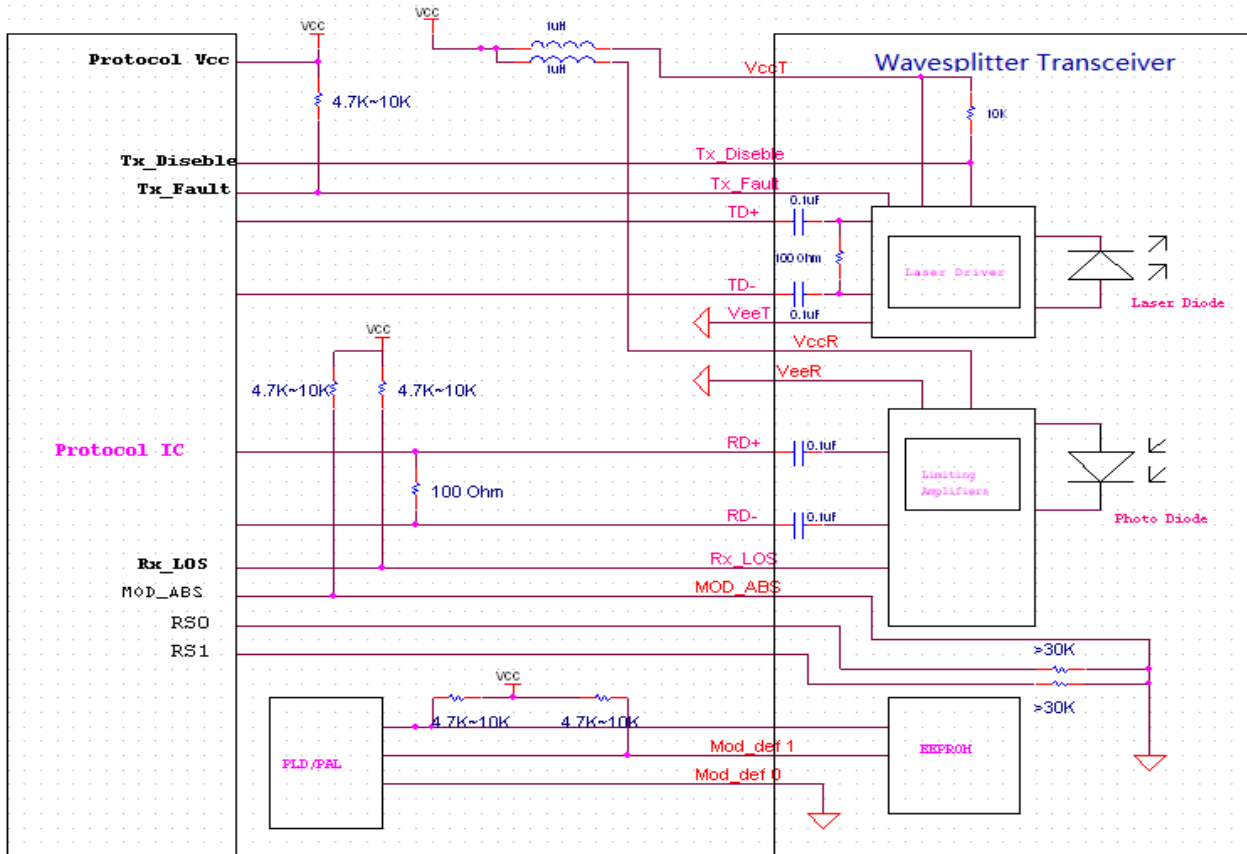 VCC
VCC
1uH
Protocol Vcc
1uH
VccT
Wavesplitter Transceiver
4.7K~10K
10K
Tx_Diseble
Tx_Diseble
Tx_Fault
Tx_Fault
0.1uF
TD+
100 Ohm
Laser Driver
TD-
Laser Diode
VeeT
0.1uF
VCC
VccR
VeeR
4.7K~10K
4.7K~10K
Protocol IC
RD+
0.1uF
Limiting
Amplifiers
100 Ohm
RD-
0.1uF
Photo Diode
Rx_LOS
Rx_LOS
MOD_ABS
MOD_ABS
RS0
RS1
>30K
VCC
>30K
4.7K~10K
4.7K~10K
Mod_def 1
EEPROM
PLD/PAL
Mod_def 0